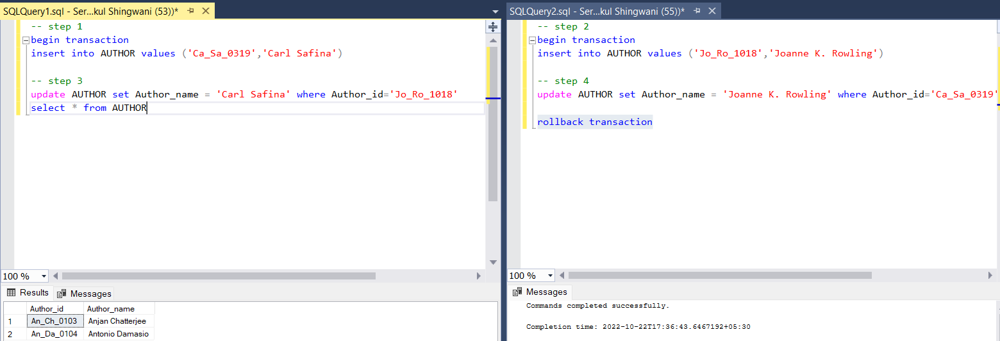 SQLQuery1.sql - Ser...kul Shingwani (53))*
-- step 1
begin transaction
insert into AUTHOR values ('Ca_Sa_0319','Carl Safina')
-- step 3
update AUTHOR set Author_name = 'Carl Safina' where Author_id='Jo_Ro_1018'
select * from AUTHOR
100 %
Results
Messages
Author_id Author_name
1 An_Ch_0103 Anjan Chatterjee
2 An_Da_0104 Antonio Damasio
SQLQuery2.sql - Ser...kul Shingwani (55))*
-- step 2
begin transaction
insert into AUTHOR values ('Jo_Ro_1018','Joanne K. Rowling')
-- step 4
update AUTHOR set Author_name = 'Joanne K. Rowling' where Author_id='Ca_Sa_0319'
rollback transaction
100 %
Messages
Commands completed successfully.
Completion time: 2022-10-22T17:36:43.6467192+05:30